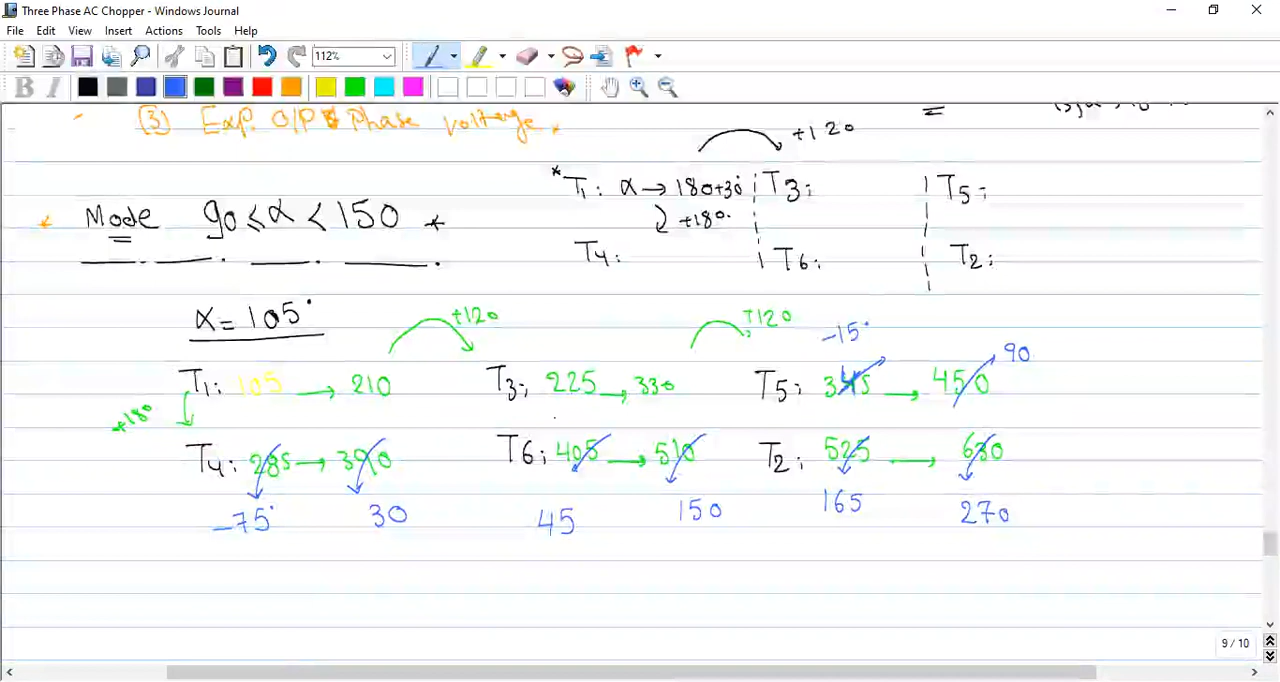 Three Phase AC Chopper - Windows Journal
File Edit View Insert Actions Tools Help
112%
B I
(3) Exp. O/P Phase voltage.
+120
* T1: α → 180+30° T3: T5:
+180.
* Mode 90 ≤ α < 150 *
T4: T6: T2:
α = 105°
+120 +120 -15° 90
T1: 105 → 210 T3: 225 → 330 T5: 345 → 450
+180
T4: 285 → 390 T6: 405 → 510 T2: 525 → 630
-75° 30 45 150 165 270
9 / 10